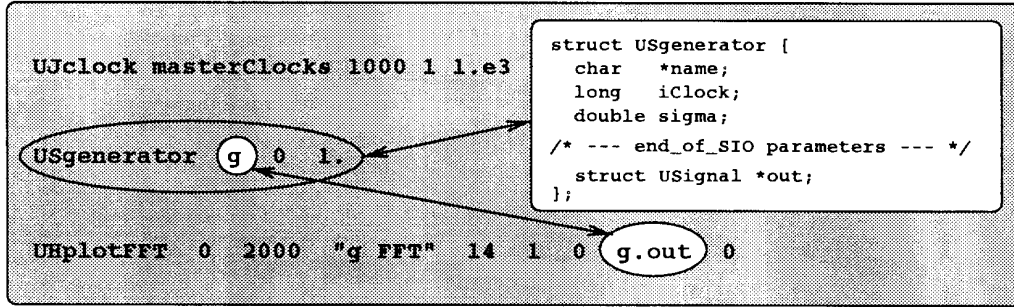 UJclock masterClocks 1000 1 1.e3
USgenerator g 0 1.
UHplotFFT 0 2000 "g FFT" 14 1 0 g.out 0
struct USgenerator {
char *name;
long iClock;
double sigma;
/* --- end_of_SIO parameters --- */
struct USignal *out;
};